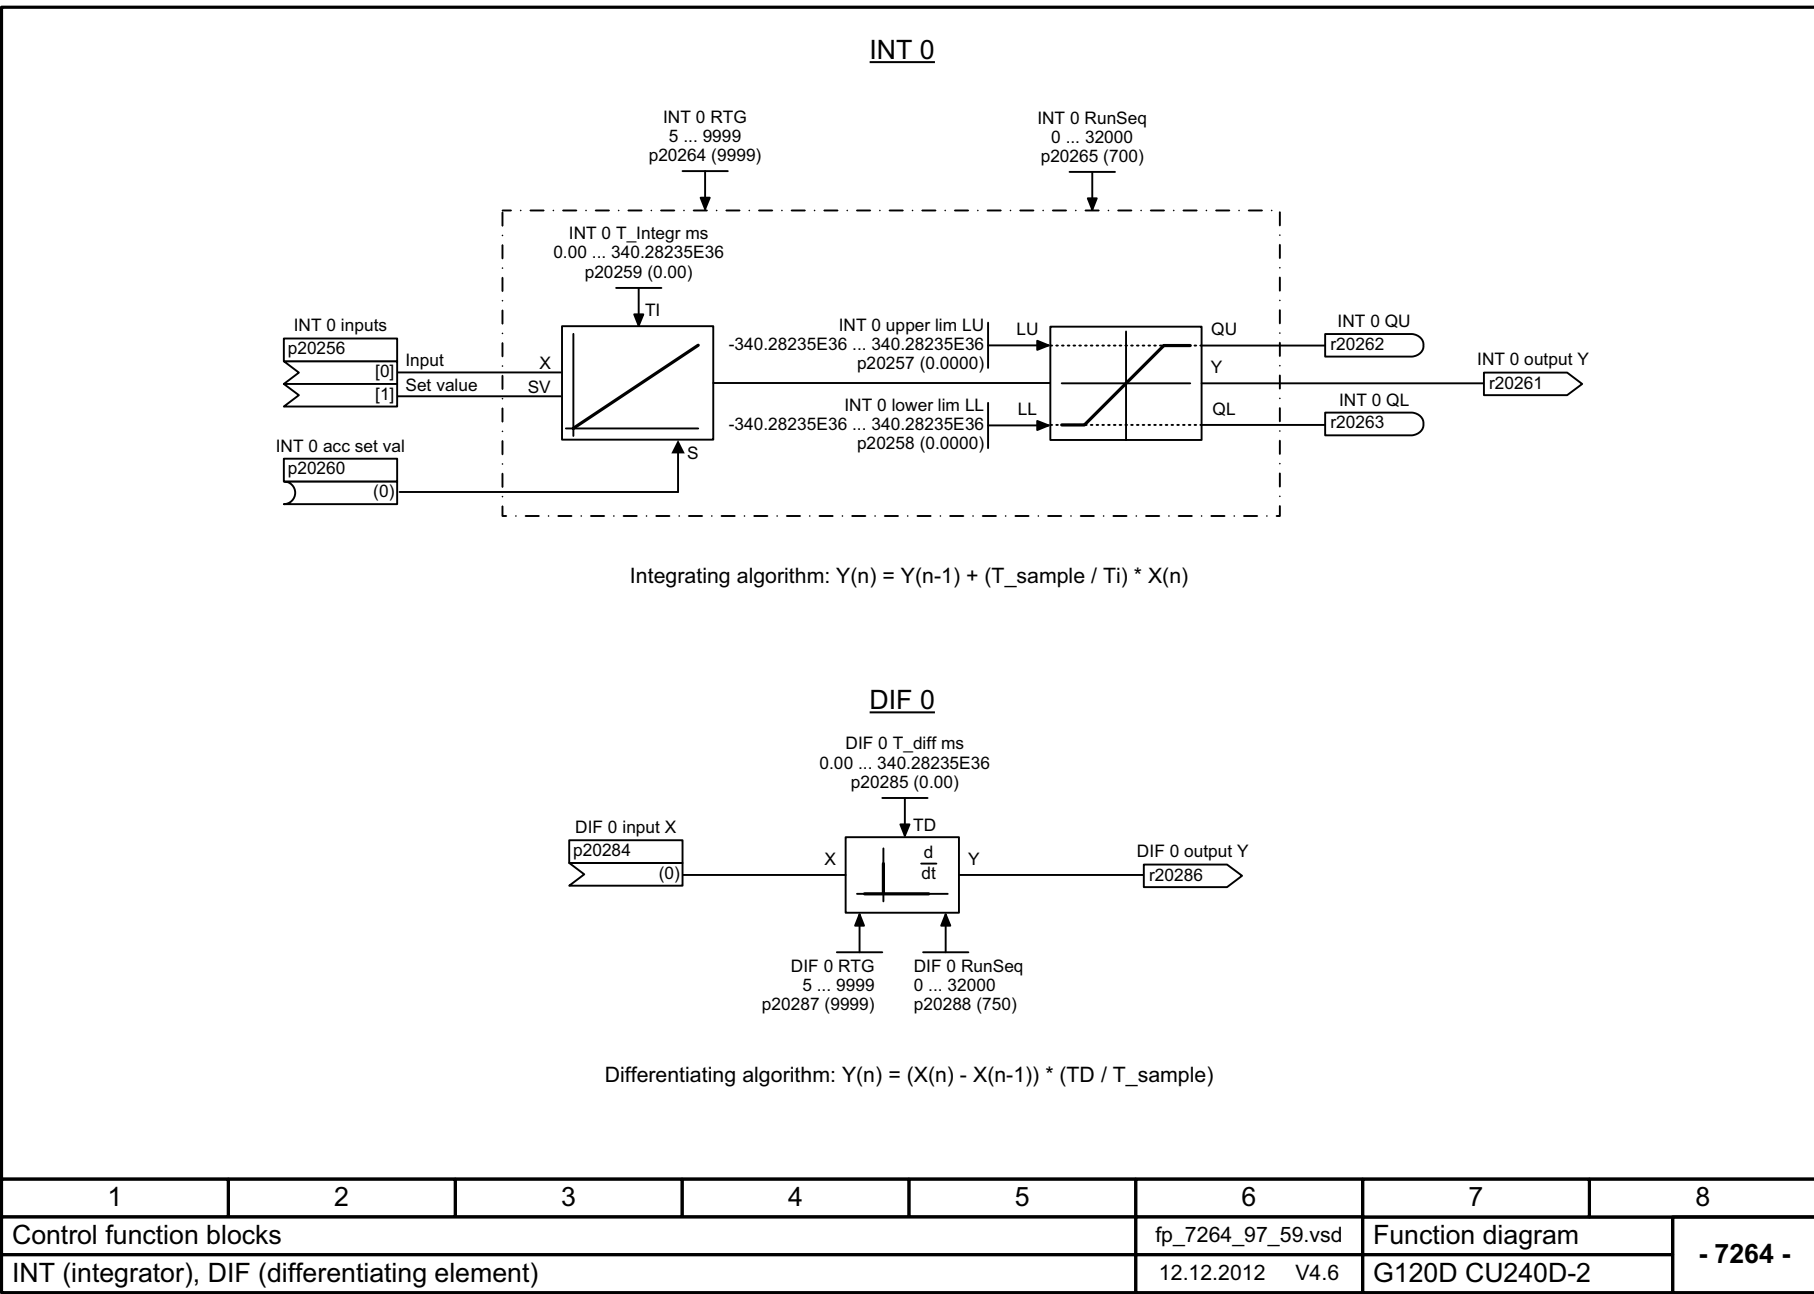 INT 0
INT 0 RTG
5 ... 9999
p20264 (9999)
INT 0 RunSeq
0 ... 32000
p20265 (700)
INT 0 T_Integr ms
0.00 ... 340.28235E36
p20259 (0.00)
TI
INT 0 inputs
p20256
[0]
Input
X
[1]
Set value
SV
INT 0 acc set val
p20260
(0)
S
INT 0 upper lim LU
-340.28235E36 ... 340.28235E36
p20257 (0.0000)
LU
INT 0 lower lim LL
-340.28235E36 ... 340.28235E36
p20258 (0.0000)
LL
QU
Y
QL
INT 0 QU
r20262
INT 0 output Y
r20261
INT 0 QL
r20263
Integrating algorithm: Y(n) = Y(n-1) + (T_sample / Ti) * X(n)
DIF 0
DIF 0 T_diff ms
0.00 ... 340.28235E36
p20285 (0.00)
TD
DIF 0 input X
p20284
(0)
X
d
dt
Y
DIF 0 output Y
r20286
DIF 0 RTG
5 ... 9999
p20287 (9999)
DIF 0 RunSeq
0 ... 32000
p20288 (750)
Differentiating algorithm: Y(n) = (X(n) - X(n-1)) * (TD / T_sample)
1 2 3 4 5 6 7 8
Control function blocks
fp_7264_97_59.vsd
Function diagram
- 7264 -
INT (integrator), DIF (differentiating element)
12.12.2012 V4.6
G120D CU240D-2